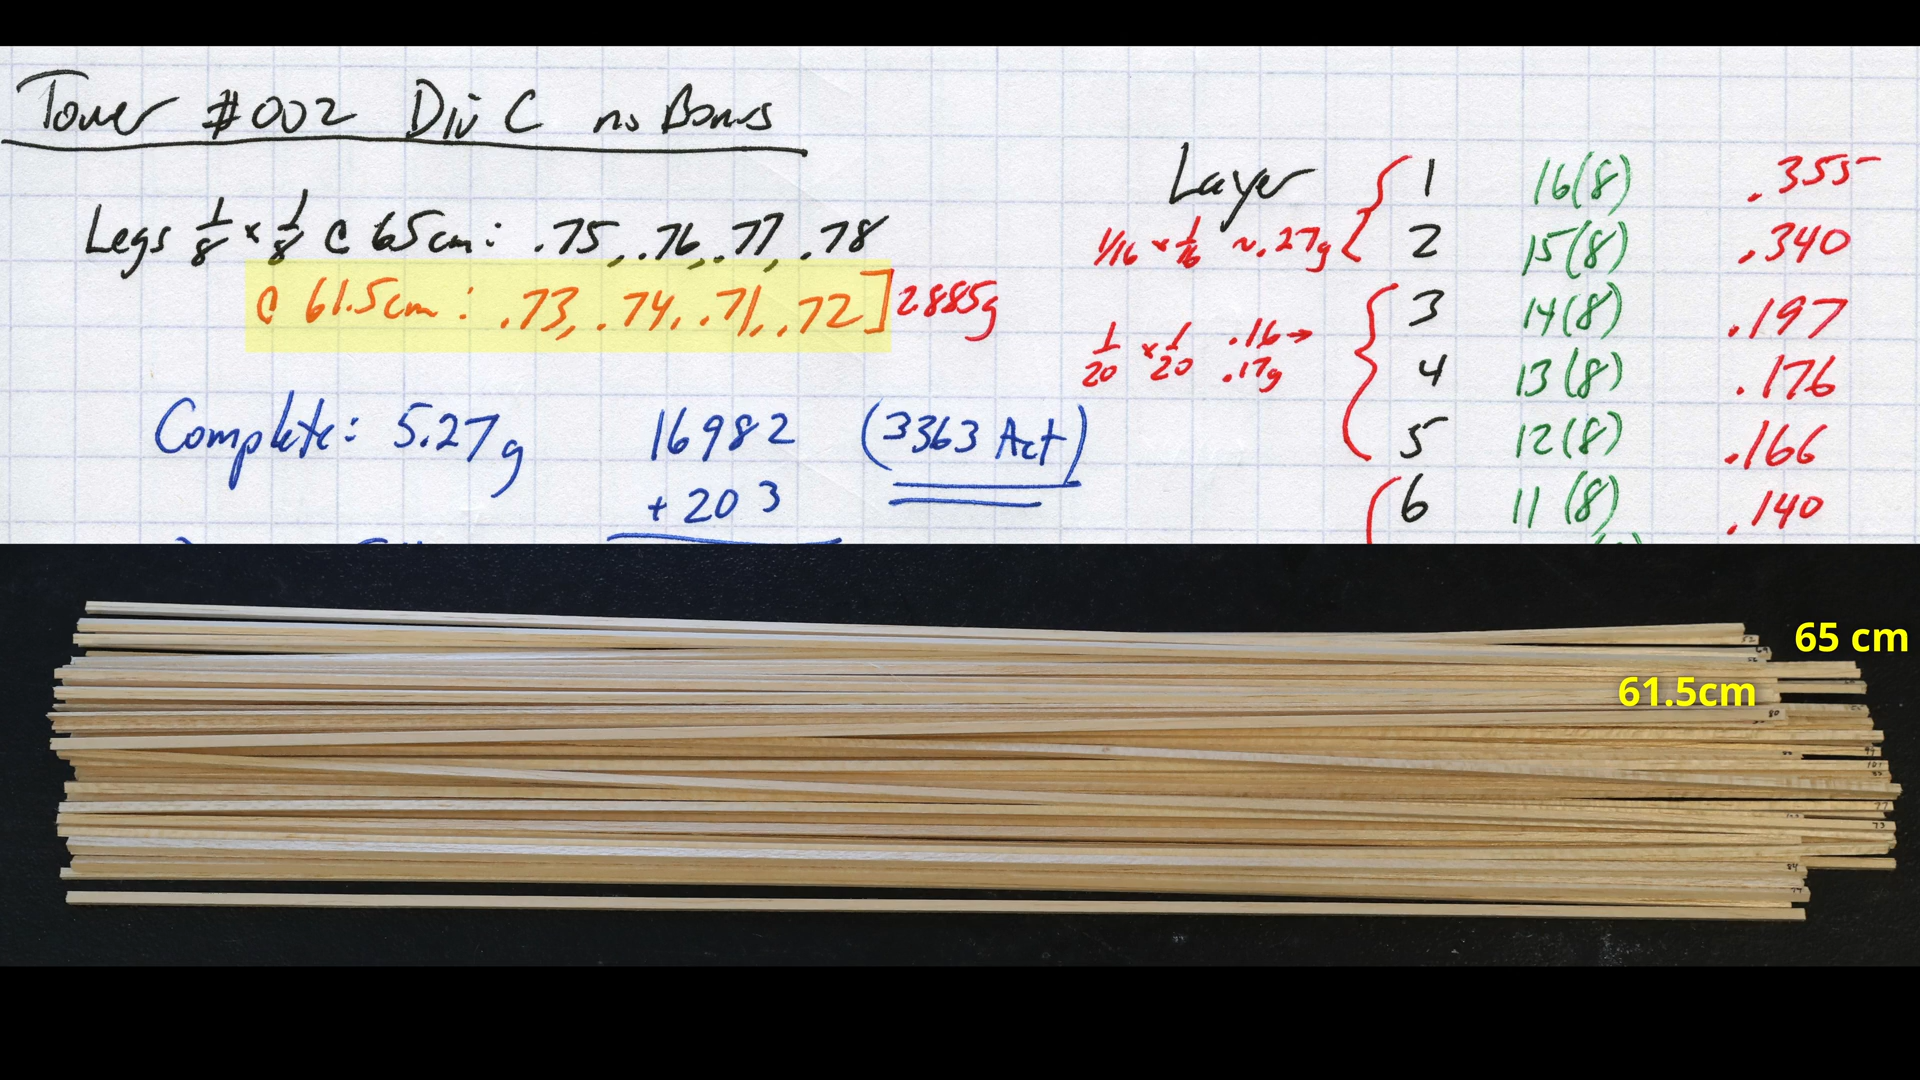 Tower #002 Div C no Bonus
Legs 1/8 × 1/8 @ 65cm: .75, .76, .77, .78
@ 61.5cm: .73, .74, .71, .72] 2.885g
Complete: 5.27g 16982 (3363 Act)
+ 203
Layer
1/16 × 1/16 ~.27g
1/20 × 1/20 .16→
.17g
1 16(8) .355
2 15(8) .340
3 14(8) .197
4 13(8) .176
5 12(8) .166
6 11(8) .140
65 cm
61.5cm